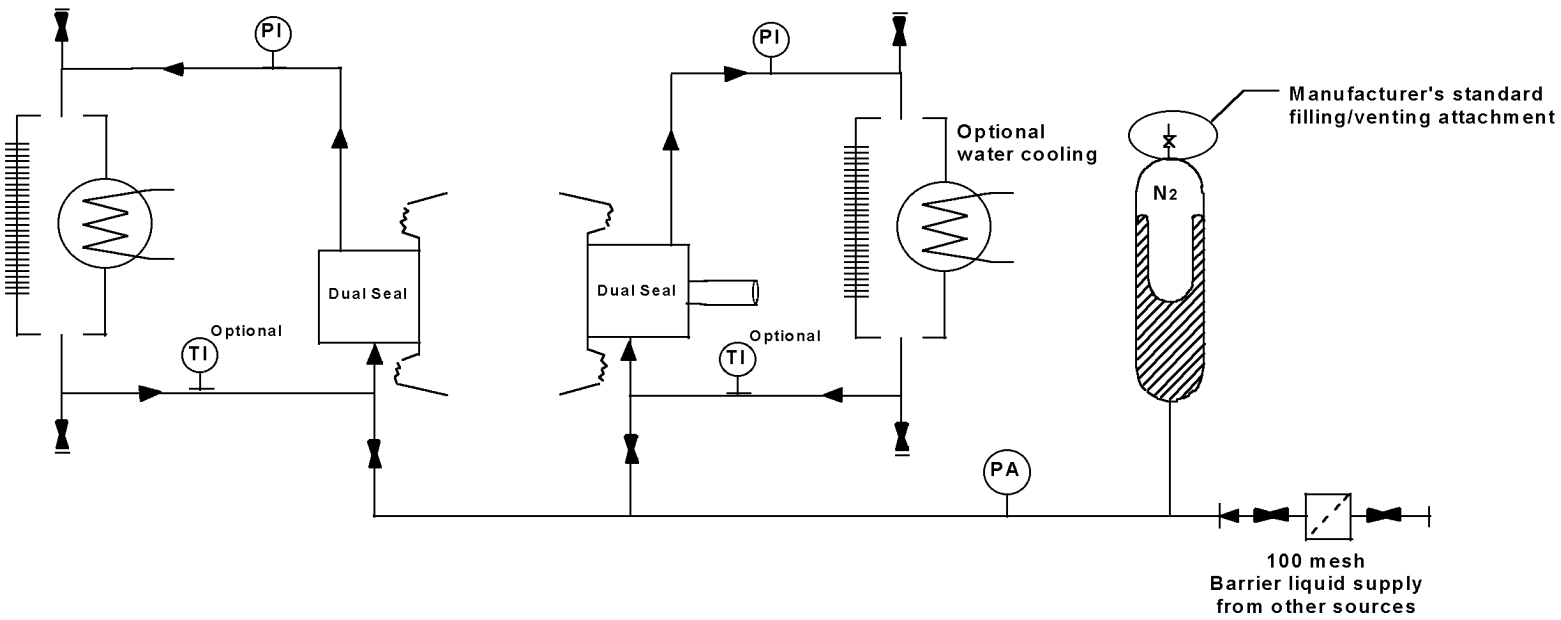 PI
PI
Manufacturer's standard
filling/venting attachment
Optional
water cooling
N2
Dual Seal
Dual Seal
Optional
TI
Optional
TI
PA
100 mesh
Barrier liquid supply
from other sources